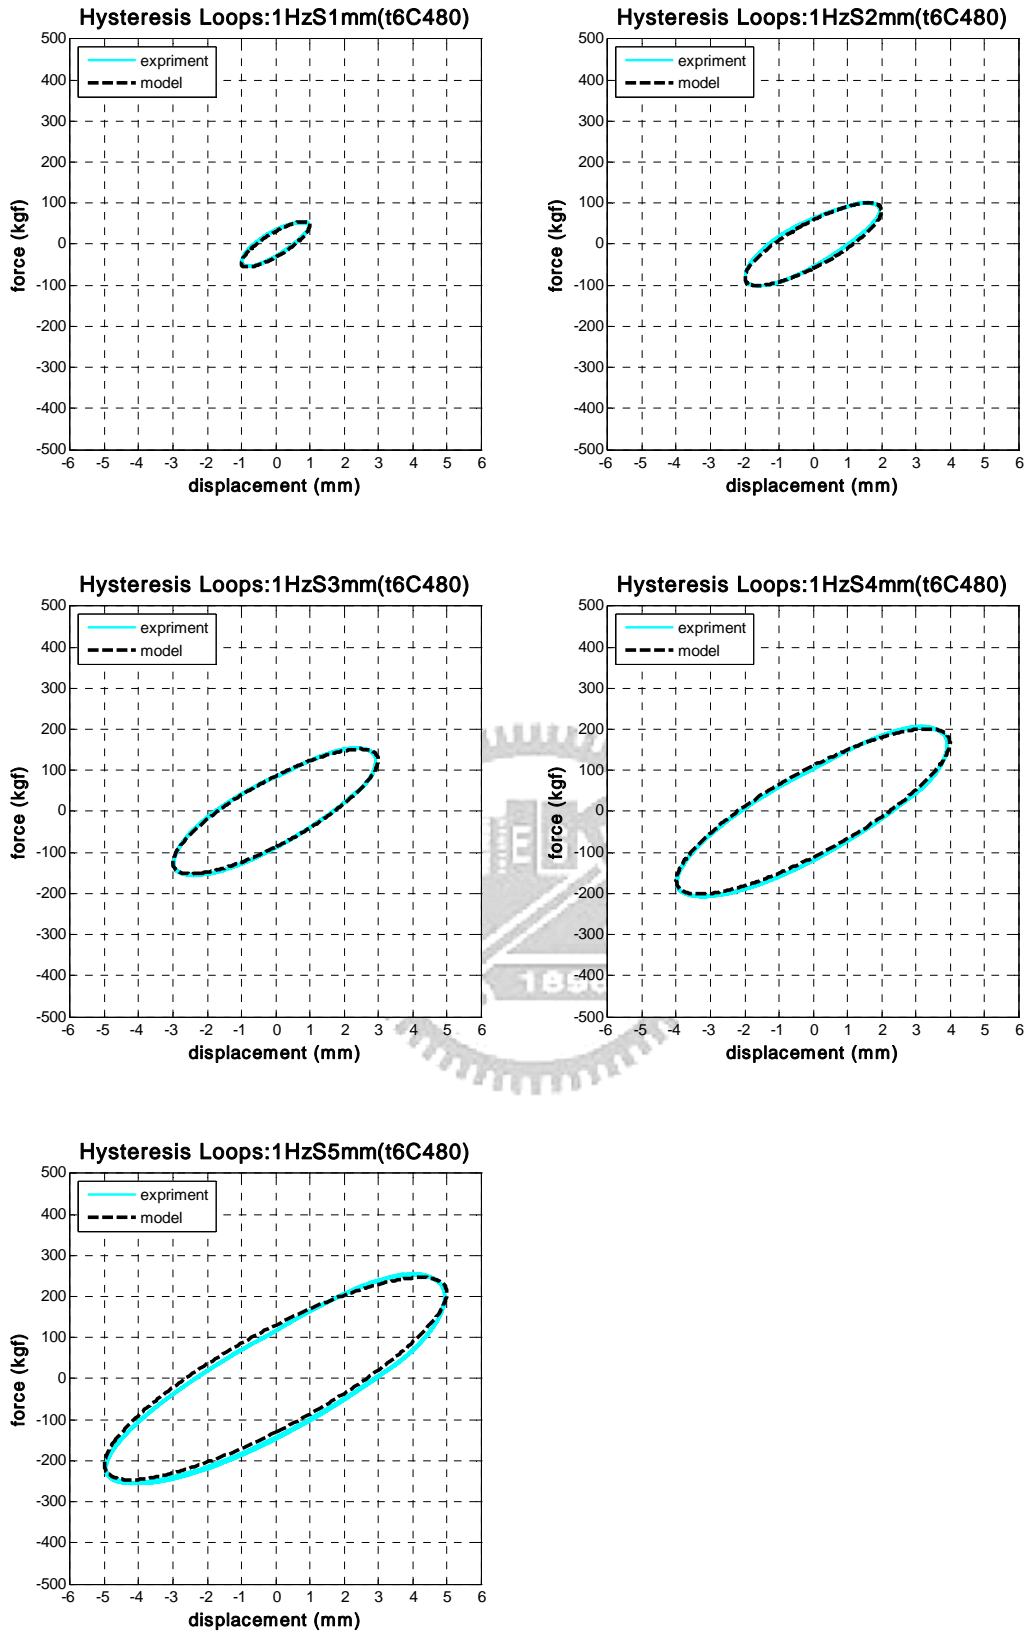 Hysteresis Loops:1HzS1mm(t6C480)
500
400
300
200
100
0
-100
-200
-300
-400
-500
force (kgf)
expriment
model
-6 -5 -4 -3 -2 -1 0 1 2 3 4 5 6
displacement (mm)
Hysteresis Loops:1HzS2mm(t6C480)
500
400
300
200
100
0
-100
-200
-300
-400
-500
force (kgf)
expriment
model
-6 -5 -4 -3 -2 -1 0 1 2 3 4 5 6
displacement (mm)
Hysteresis Loops:1HzS3mm(t6C480)
500
400
300
200
100
0
-100
-200
-300
-400
-500
force (kgf)
expriment
model
-6 -5 -4 -3 -2 -1 0 1 2 3 4 5 6
displacement (mm)
Hysteresis Loops:1HzS4mm(t6C480)
500
400
300
200
100
0
-100
-200
-300
-400
-500
force (kgf)
expriment
model
-6 -5 -4 -3 -2 -1 0 1 2 3 4 5 6
displacement (mm)
Hysteresis Loops:1HzS5mm(t6C480)
500
400
300
200
100
0
-100
-200
-300
-400
-500
force (kgf)
expriment
model
-6 -5 -4 -3 -2 -1 0 1 2 3 4 5 6
displacement (mm)